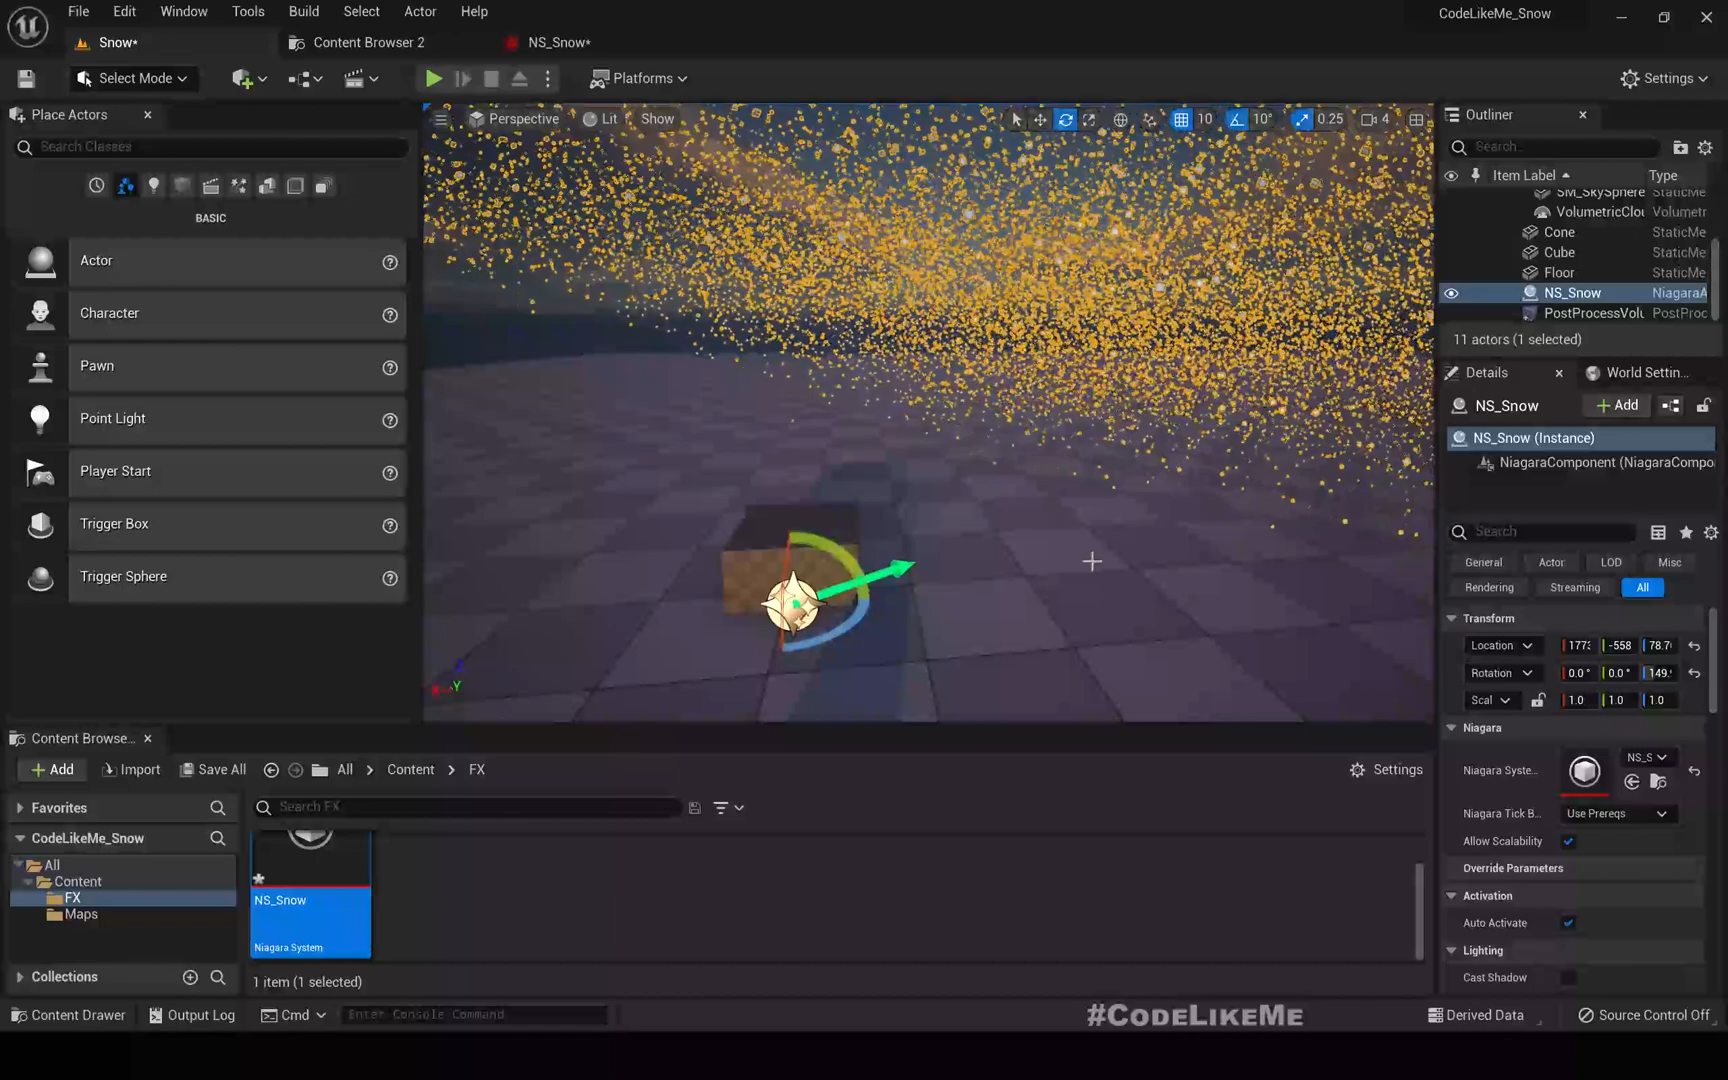 File Edit Window Tools Build Select Actor Help
CodeLikeMe_Snow
Snow*
Content Browser 2
NS_Snow*
Select Mode
Platforms
Settings
Place Actors
Search Classes
BASIC
Actor
Character
Pawn
Point Light
Player Start
Trigger Box
Trigger Sphere
Perspective
Lit
Show
10
10°
0.25
4
Outliner
Search...
Item Label
Type
SM_SkySphere StaticMe
VolumetricClou Volumetr
Cone StaticMe
Cube StaticMe
Floor StaticMe
NS_Snow NiagaraA
PostProcessVolu PostProc
11 actors (1 selected)
Details
World Settin...
NS_Snow
Add
NS_Snow (Instance)
NiagaraComponent (NiagaraCompo
Search
General Actor LOD Misc
Rendering Streaming All
Transform
Location 1773 -558 78.7
Rotation 0.0° 0.0° 149.
Scal 1.0 1.0 1.0
Niagara
Niagara Syste...
NS_S
Niagara Tick B... Use Prereqs
Allow Scalability
Override Parameters
Activation
Auto Activate
Lighting
Cast Shadow
Content Browse...
Add Import Save All All Content FX
Settings
Favorites
Search FX
CodeLikeMe_Snow
All
Content
FX
Maps
Collections
NS_Snow
Niagara System
1 item (1 selected)
Content Drawer
Output Log
Cmd
Enter Console Command
#CodeLikeMe
Derived Data
Source Control Off
X
Y
Z